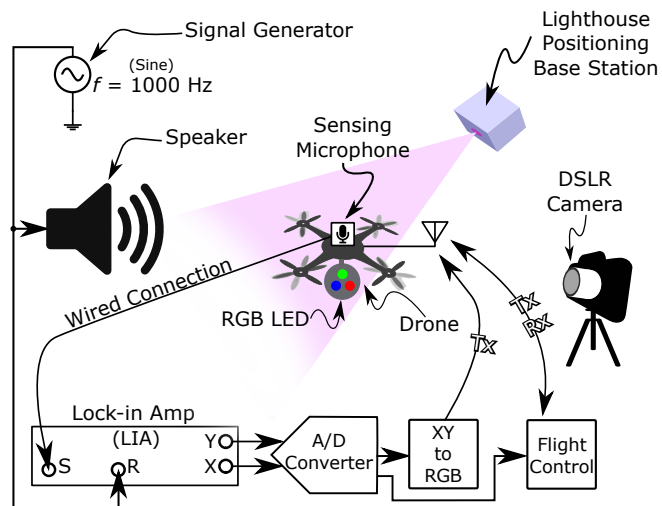 Signal Generator
(Sine)
f = 1000 Hz
Speaker
Sensing
Microphone
Lighthouse
Positioning
Base Station
DSLR
Camera
Wired Connection
RGB LED
Drone
TX
TX
RX
Lock-in Amp
(LIA)
Y
X
S
R
A/D
Converter
XY
to
RGB
Flight
Control